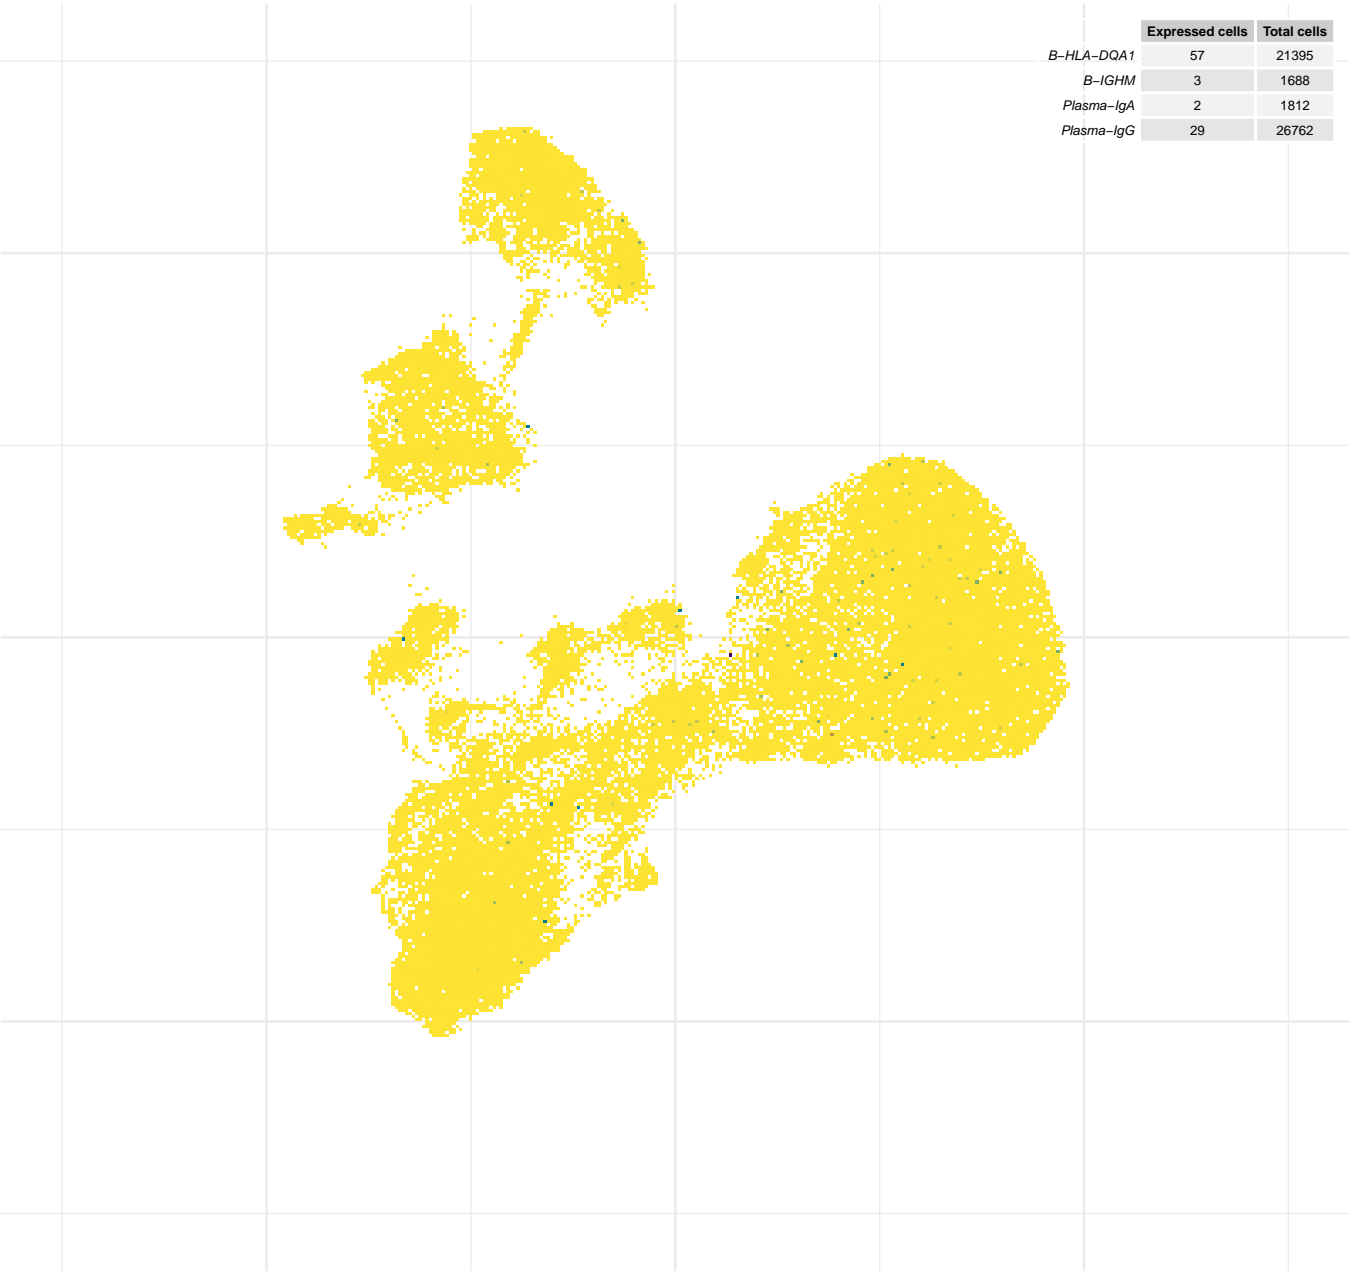 Expressed cells Total cells
B−HLA−DQA1 57 21395
B−IGHM 3 1688
Plasma−IgA 2 1812
Plasma−IgG 29 26762